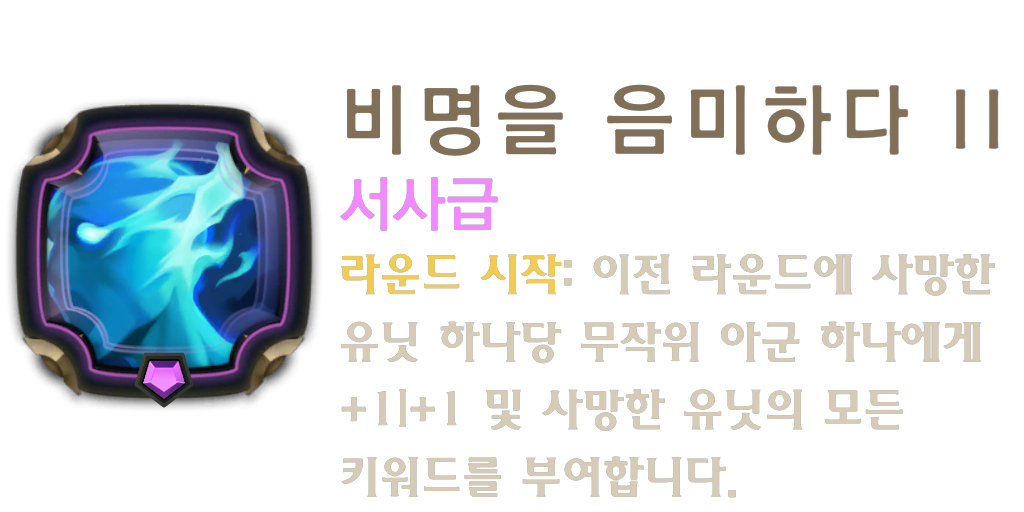 비명을 음미하다 II
서사급
라운드 시작: 이전 라운드에 사망한
유닛 하나당 무작위 아군 하나에게
+1|+1 및 사망한 유닛의 모든
키워드를 부여합니다.